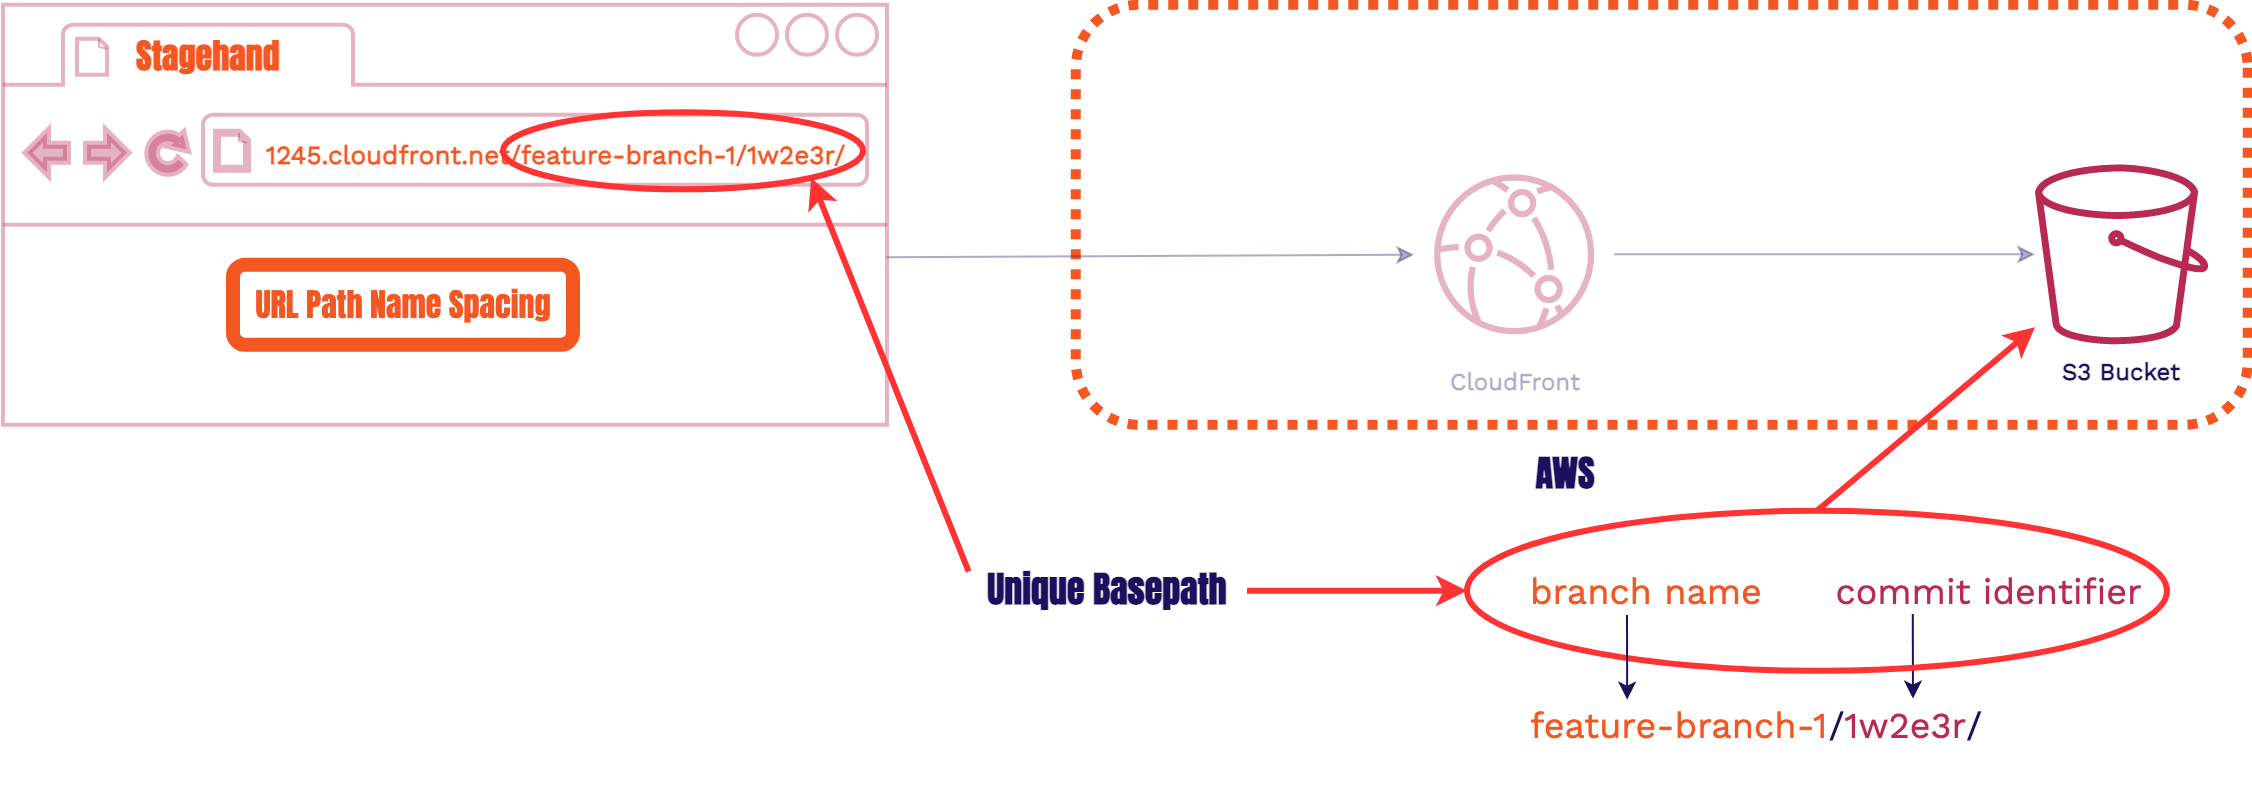 Stagehand
1245.cloudfront.net/feature-branch-1/1w2e3r/
URL Path Name Spacing
CloudFront
S3 Bucket
AWS
Unique Basepath
branch name
commit identifier
feature-branch-1/1w2e3r/